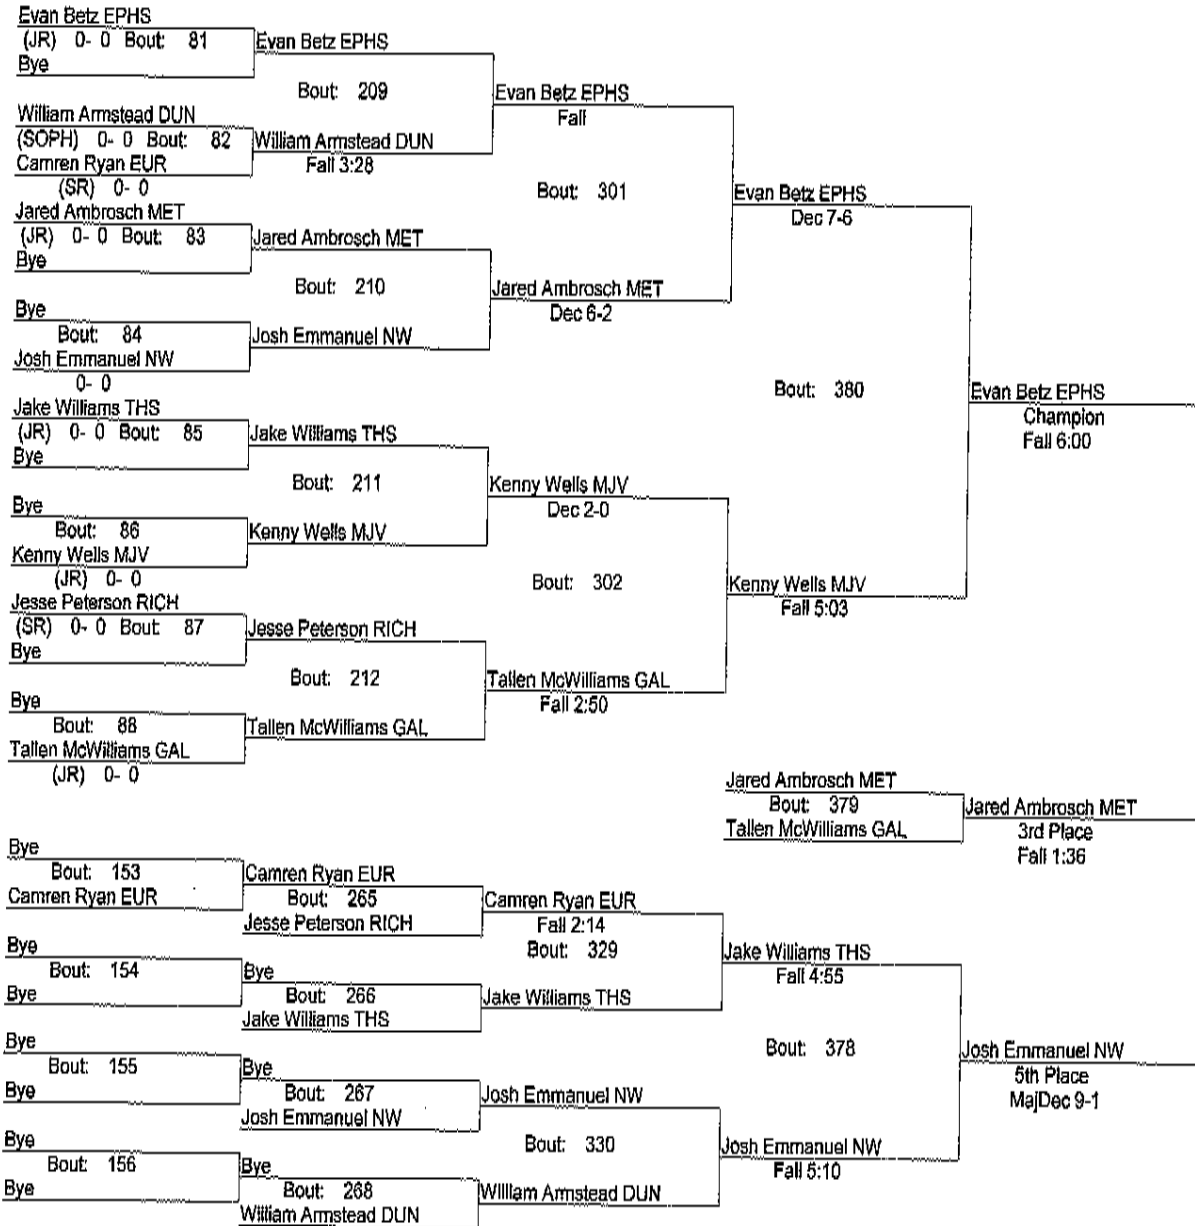 Evan Betz EPHS
(JR) 0- 0 Bout: 81
Bye
Evan Betz EPHS
Bout: 209
William Armstead DUN
(SOPH) 0- 0 Bout: 82
Camren Ryan EUR
(SR) 0- 0
William Armstead DUN
Fall 3:28
Evan Betz EPHS
Fall
Bout: 301
Jared Ambrosch MET
(JR) 0- 0 Bout: 83
Bye
Jared Ambrosch MET
Bout: 210
Bye
Bout: 84
Josh Emmanuel NW
0- 0
Josh Emmanuel NW
Jared Ambrosch MET
Dec 6-2
Evan Betz EPHS
Dec 7-6
Bout: 380
Jake Williams THS
(JR) 0- 0 Bout: 85
Bye
Jake Williams THS
Bout: 211
Bye
Bout: 86
Kenny Wells MJV
(JR) 0- 0
Kenny Wells MJV
Kenny Wells MJV
Dec 2-0
Bout: 302
Jesse Peterson RICH
(SR) 0- 0 Bout: 87
Bye
Jesse Peterson RICH
Bout: 212
Bye
Bout: 88
Tallen McWilliams GAL
(JR) 0- 0
Tallen McWilliams GAL
Tallen McWilliams GAL
Fall 2:50
Kenny Wells MJV
Fall 5:03
Evan Betz EPHS
Champion
Fall 6:00
Jared Ambrosch MET
Bout: 379
Tallen McWilliams GAL
Jared Ambrosch MET
3rd Place
Fall 1:36
Bye
Bout: 153
Camren Ryan EUR
Camren Ryan EUR
Bout: 265
Jesse Peterson RICH
Camren Ryan EUR
Fall 2:14
Bout: 329
Bye
Bout: 154
Bye
Bye
Bout: 266
Jake Williams THS
Jake Williams THS
Jake Williams THS
Fall 4:55
Bout: 378
Bye
Bout: 155
Bye
Bye
Bout: 267
Josh Emmanuel NW
Josh Emmanuel NW
Bout: 330
Bye
Bout: 156
Bye
Bye
Bout: 268
William Armstead DUN
William Armstead DUN
Josh Emmanuel NW
Fall 5:10
Josh Emmanuel NW
5th Place
MajDec 9-1